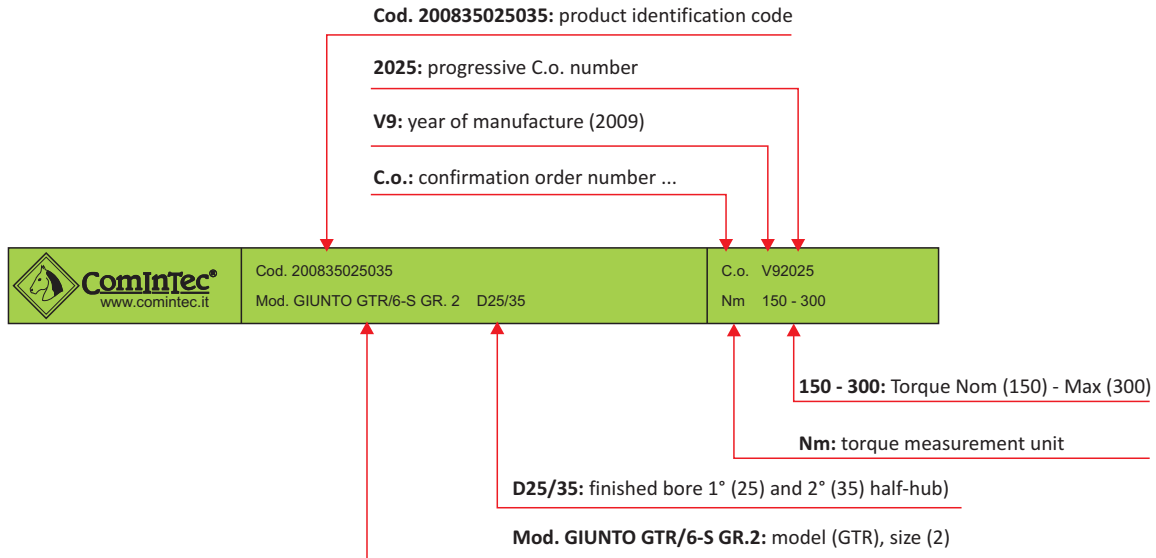 Cod. 200835025035: product identification code
2025: progressive C.o. number
V9: year of manufacture (2009)
C.o.: confirmation order number ...
ComInTec®
www.comintec.it
Cod. 200835025035
Mod. GIUNTO GTR/6-S GR. 2 D25/35
C.o. V92025
Nm 150 - 300
150 - 300: Torque Nom (150) - Max (300)
Nm: torque measurement unit
D25/35: finished bore 1° (25) and 2° (35) half-hub)
Mod. GIUNTO GTR/6-S GR.2: model (GTR), size (2)